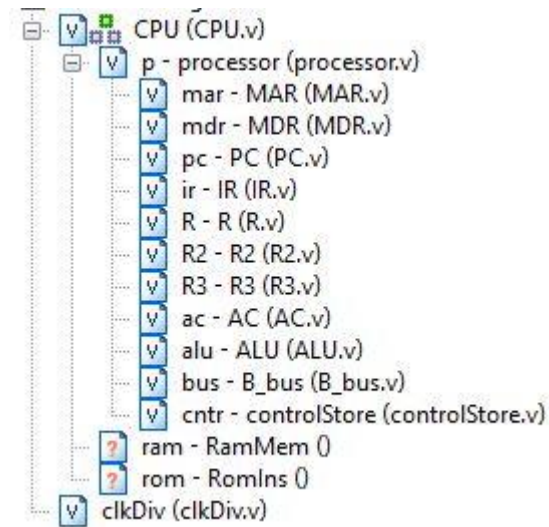 CPU (CPU.v)
p - processor (processor.v)
mar - MAR (MAR.v)
mdr - MDR (MDR.v)
pc - PC (PC.v)
ir - IR (IR.v)
R - R (R.v)
R2 - R2 (R2.v)
R3 - R3 (R3.v)
ac - AC (AC.v)
alu - ALU (ALU.v)
bus - B_bus (B_bus.v)
cntr - controlStore (controlStore.v)
ram - RamMem ()
rom - RomIns ()
clkDiv (clkDiv.v)